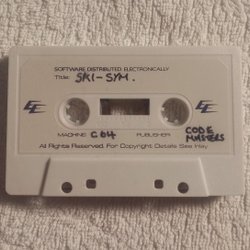 SOFTWARE DISTRIBUTED ELECTRONICALLY
Title: SKI-SYM.
MACHINE C64 PUBLISHER CODE MASTERS
All Rights Reserved. For Copyright Details See Inlay